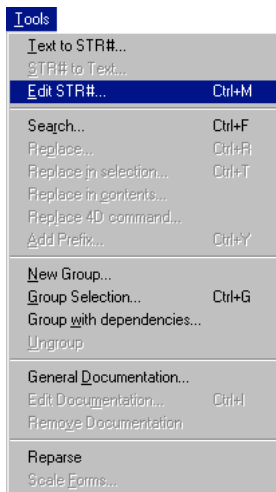 Tools
Text to STR#...
STR# to Text...
Edit STR#... Ctrl+M
Search... Ctrl+F
Replace... Ctrl+R
Replace in selection... Ctrl+T
Replace in contents...
Replace 4D command...
Add Prefix... Ctrl+Y
New Group...
Group Selection... Ctrl+G
Group with dependencies...
Ungroup
General Documentation...
Edit Documentation... Ctrl+I
Remove Documentation
Reparse
Scale Forms...